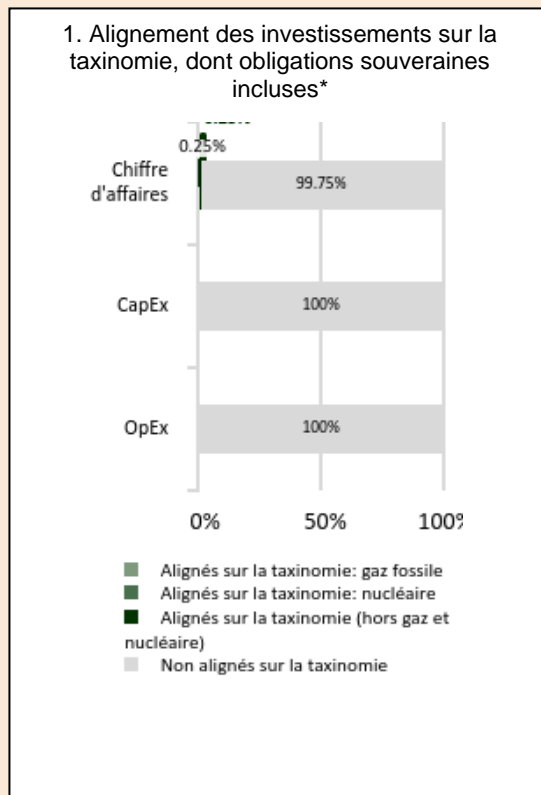 1. Alignement des investissements sur la
taxinomie, dont obligations souveraines
incluses*
0.25%
Chiffre
d'affaires
99.75%
CapEx
100%
OpEx
100%
0%
50%
100%
Alignés sur la taxinomie: gaz fossile
Alignés sur la taxinomie: nucléaire
Alignés sur la taxinomie (hors gaz et
nucléaire)
Non alignés sur la taxinomie